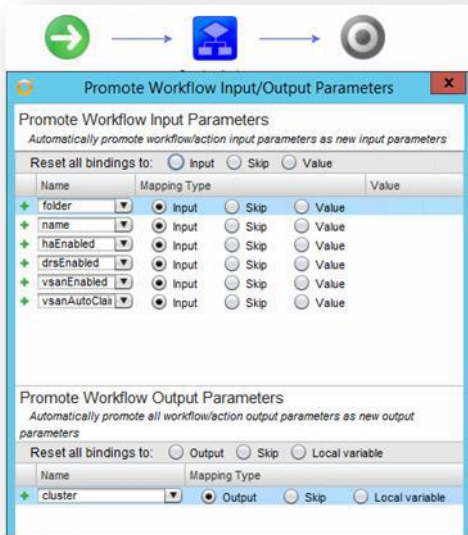 Promote Workflow Input/Output Parameters
x
Promote Workflow Input Parameters
Automatically promote workflow/action input parameters as new input parameters
Reset all bindings to: Input Skip Value
Name Mapping Type Value
folder Input Skip Value
name Input Skip Value
haEnabled Input Skip Value
drsEnabled Input Skip Value
vsanEnabled Input Skip Value
vsanAutoClai Input Skip Value
Promote Workflow Output Parameters
Automatically promote all workflow/action output parameters as new output
parameters
Reset all bindings to: Output Skip Local variable
Name Mapping Type
cluster Output Skip Local variable